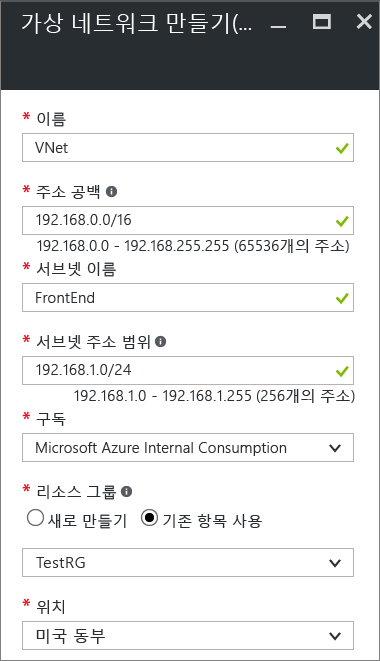 가상 네트워크 만들기(...
* 이름
VNet
* 주소 공백
192.168.0.0/16
192.168.0.0 - 192.168.255.255 (65536개의 주소)
* 서브넷 이름
FrontEnd
* 서브넷 주소 범위
192.168.1.0/24
192.168.1.0 - 192.168.1.255 (256개의 주소)
* 구독
Microsoft Azure Internal Consumption
* 리소스 그룹
새로 만들기 기존 항목 사용
TestRG
* 위치
미국 동부